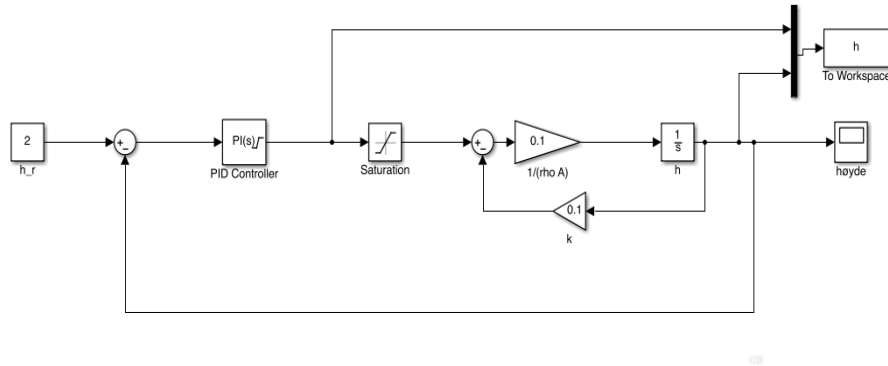 h
To Workspace
2
h_r
+
−
PI(s)
PID Controller
Saturation
+
−
0.1
1/(rho A)
1
s
h
høyde
0.1
k